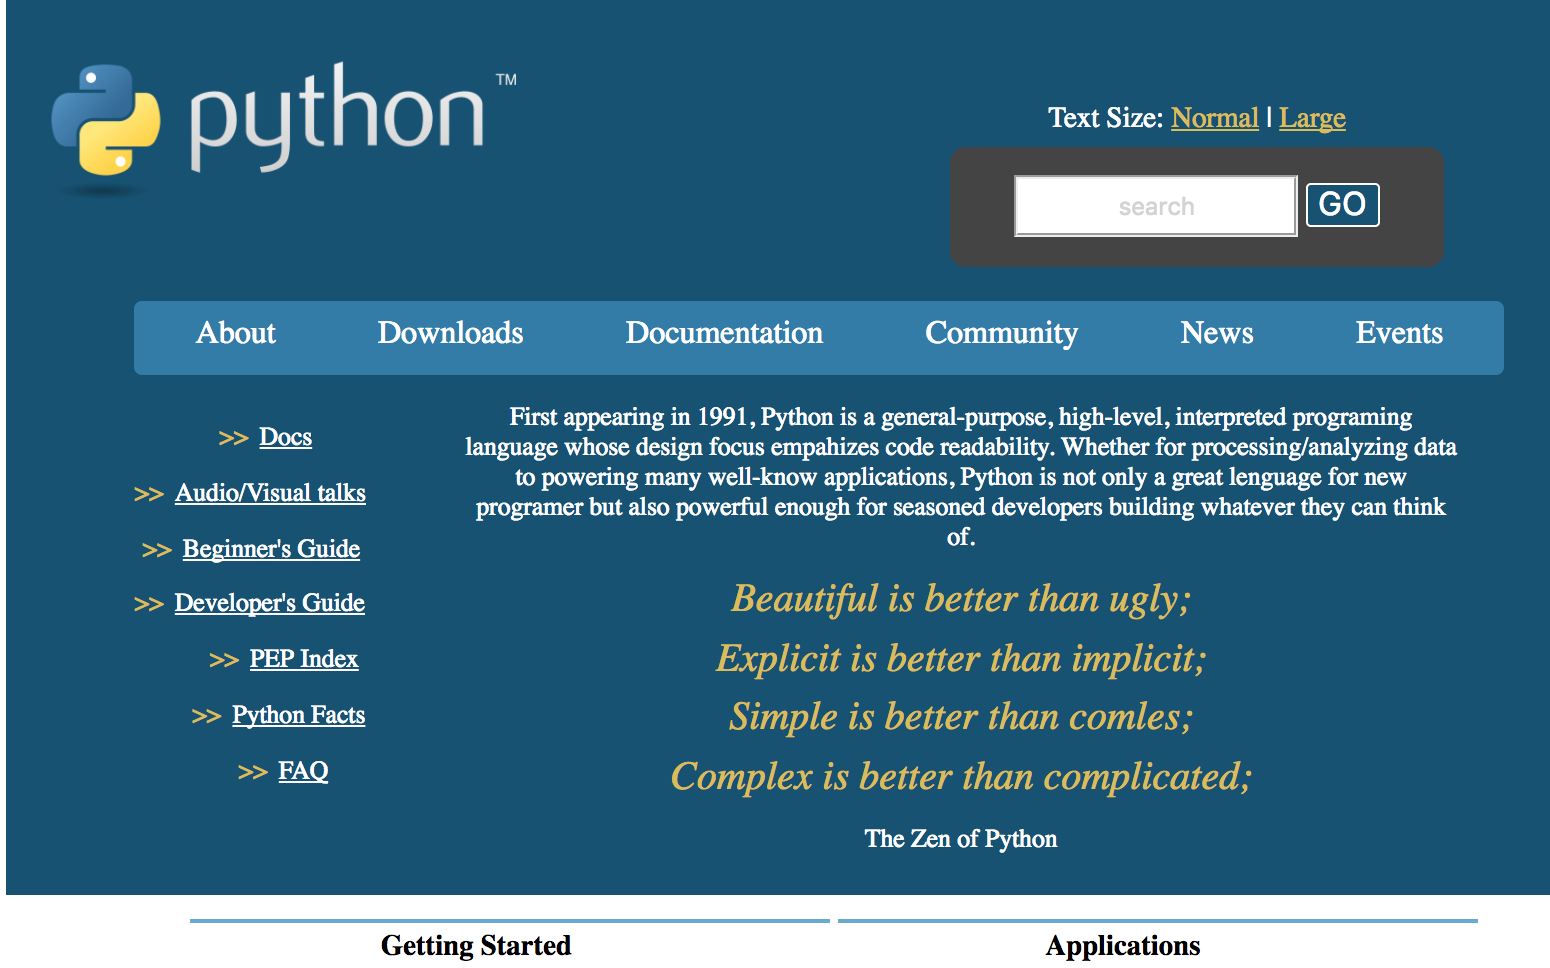 python ™
Text Size: Normal | Large
search GO
About Downloads Documentation Community News Events
>> Docs
>> Audio/Visual talks
>> Beginner's Guide
>> Developer's Guide
>> PEP Index
>> Python Facts
>> FAQ
First appearing in 1991, Python is a general-purpose, high-level, interpreted programing
language whose design focus empahizes code readability. Whether for processing/analyzing data
to powering many well-know applications, Python is not only a great lenguage for new
programer but also powerful enough for seasoned developers building whatever they can think
of.
Beautiful is better than ugly;
Explicit is better than implicit;
Simple is better than comles;
Complex is better than complicated;
The Zen of Python
Getting Started Applications